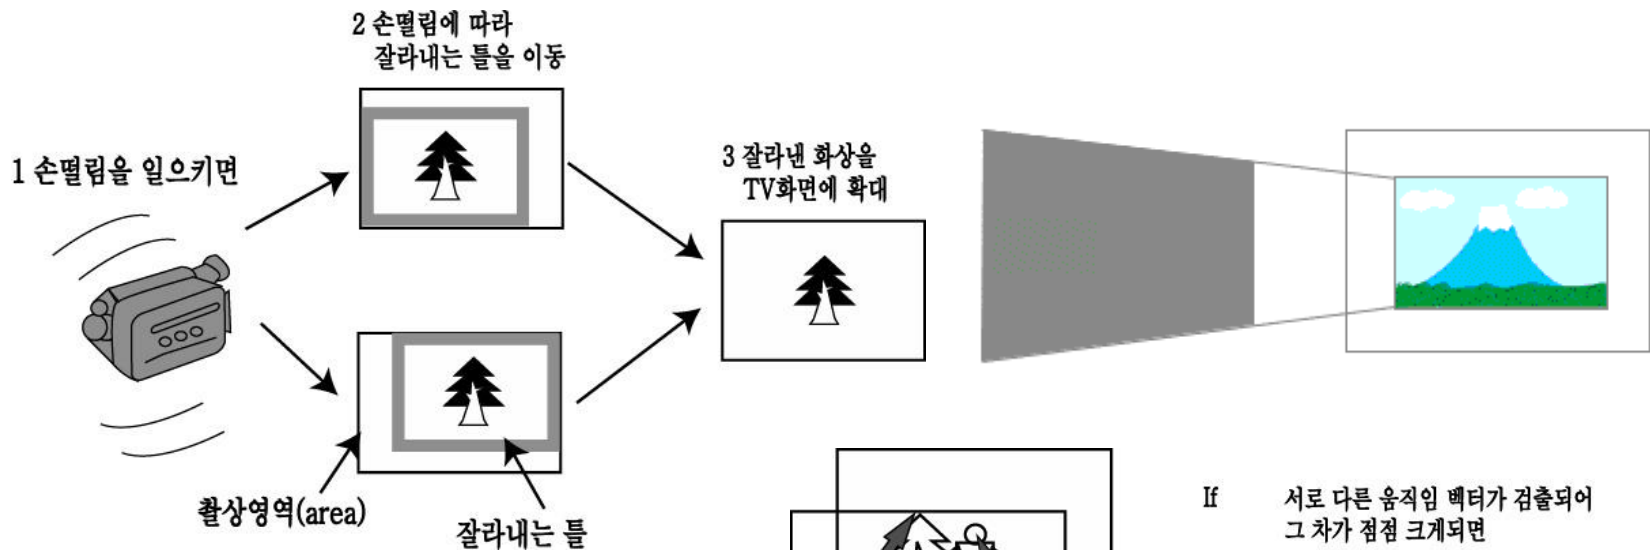 2 손떨림에 따라
잘라내는 틀을 이동
1 손떨림을 일으키면
3 잘라낸 화상을
TV화면에 확대
촬상영역(area)
잘라내는 틀
If 서로 다른 움직임 벡터가 검출되어
그 차가 점점 크게되면